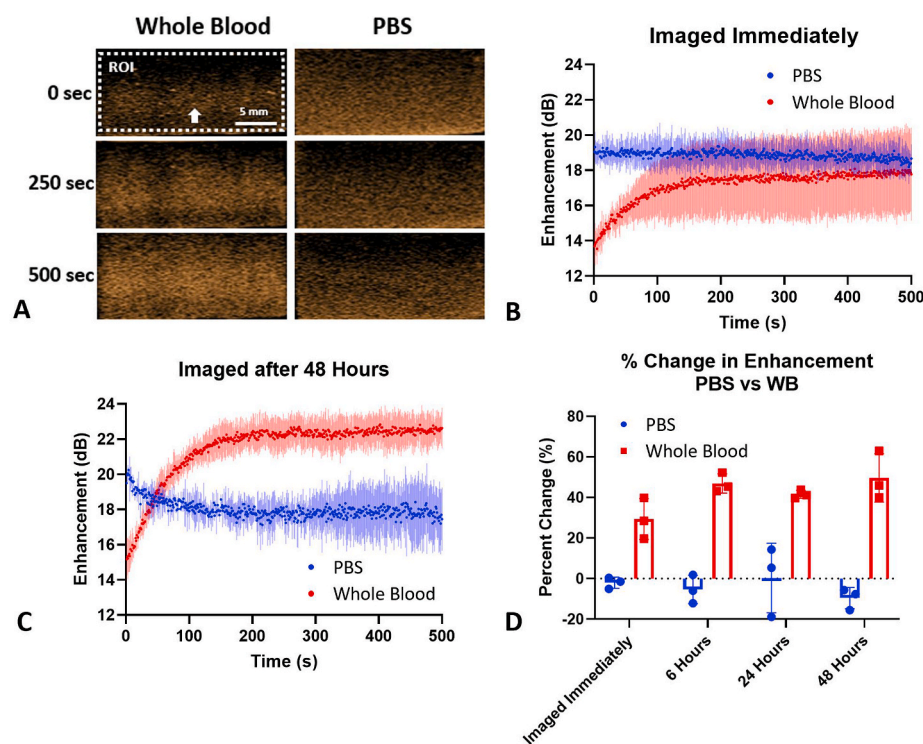 Whole Blood
PBS
ROI
5 mm
0 sec
250 sec
500 sec
A
Imaged Immediately
PBS
Whole Blood
Enhancement (dB)
24
22
20
18
16
14
12
0
100
200
300
400
500
Time (s)
B
Imaged after 48 Hours
Enhancement (dB)
24
22
20
18
16
14
12
PBS
Whole Blood
0
100
200
300
400
500
Time (s)
C
% Change in Enhancement
PBS vs WB
PBS
Whole Blood
Percent Change (%)
80
60
40
20
0
-20
Imaged Immediately
6 Hours
24 Hours
48 Hours
D